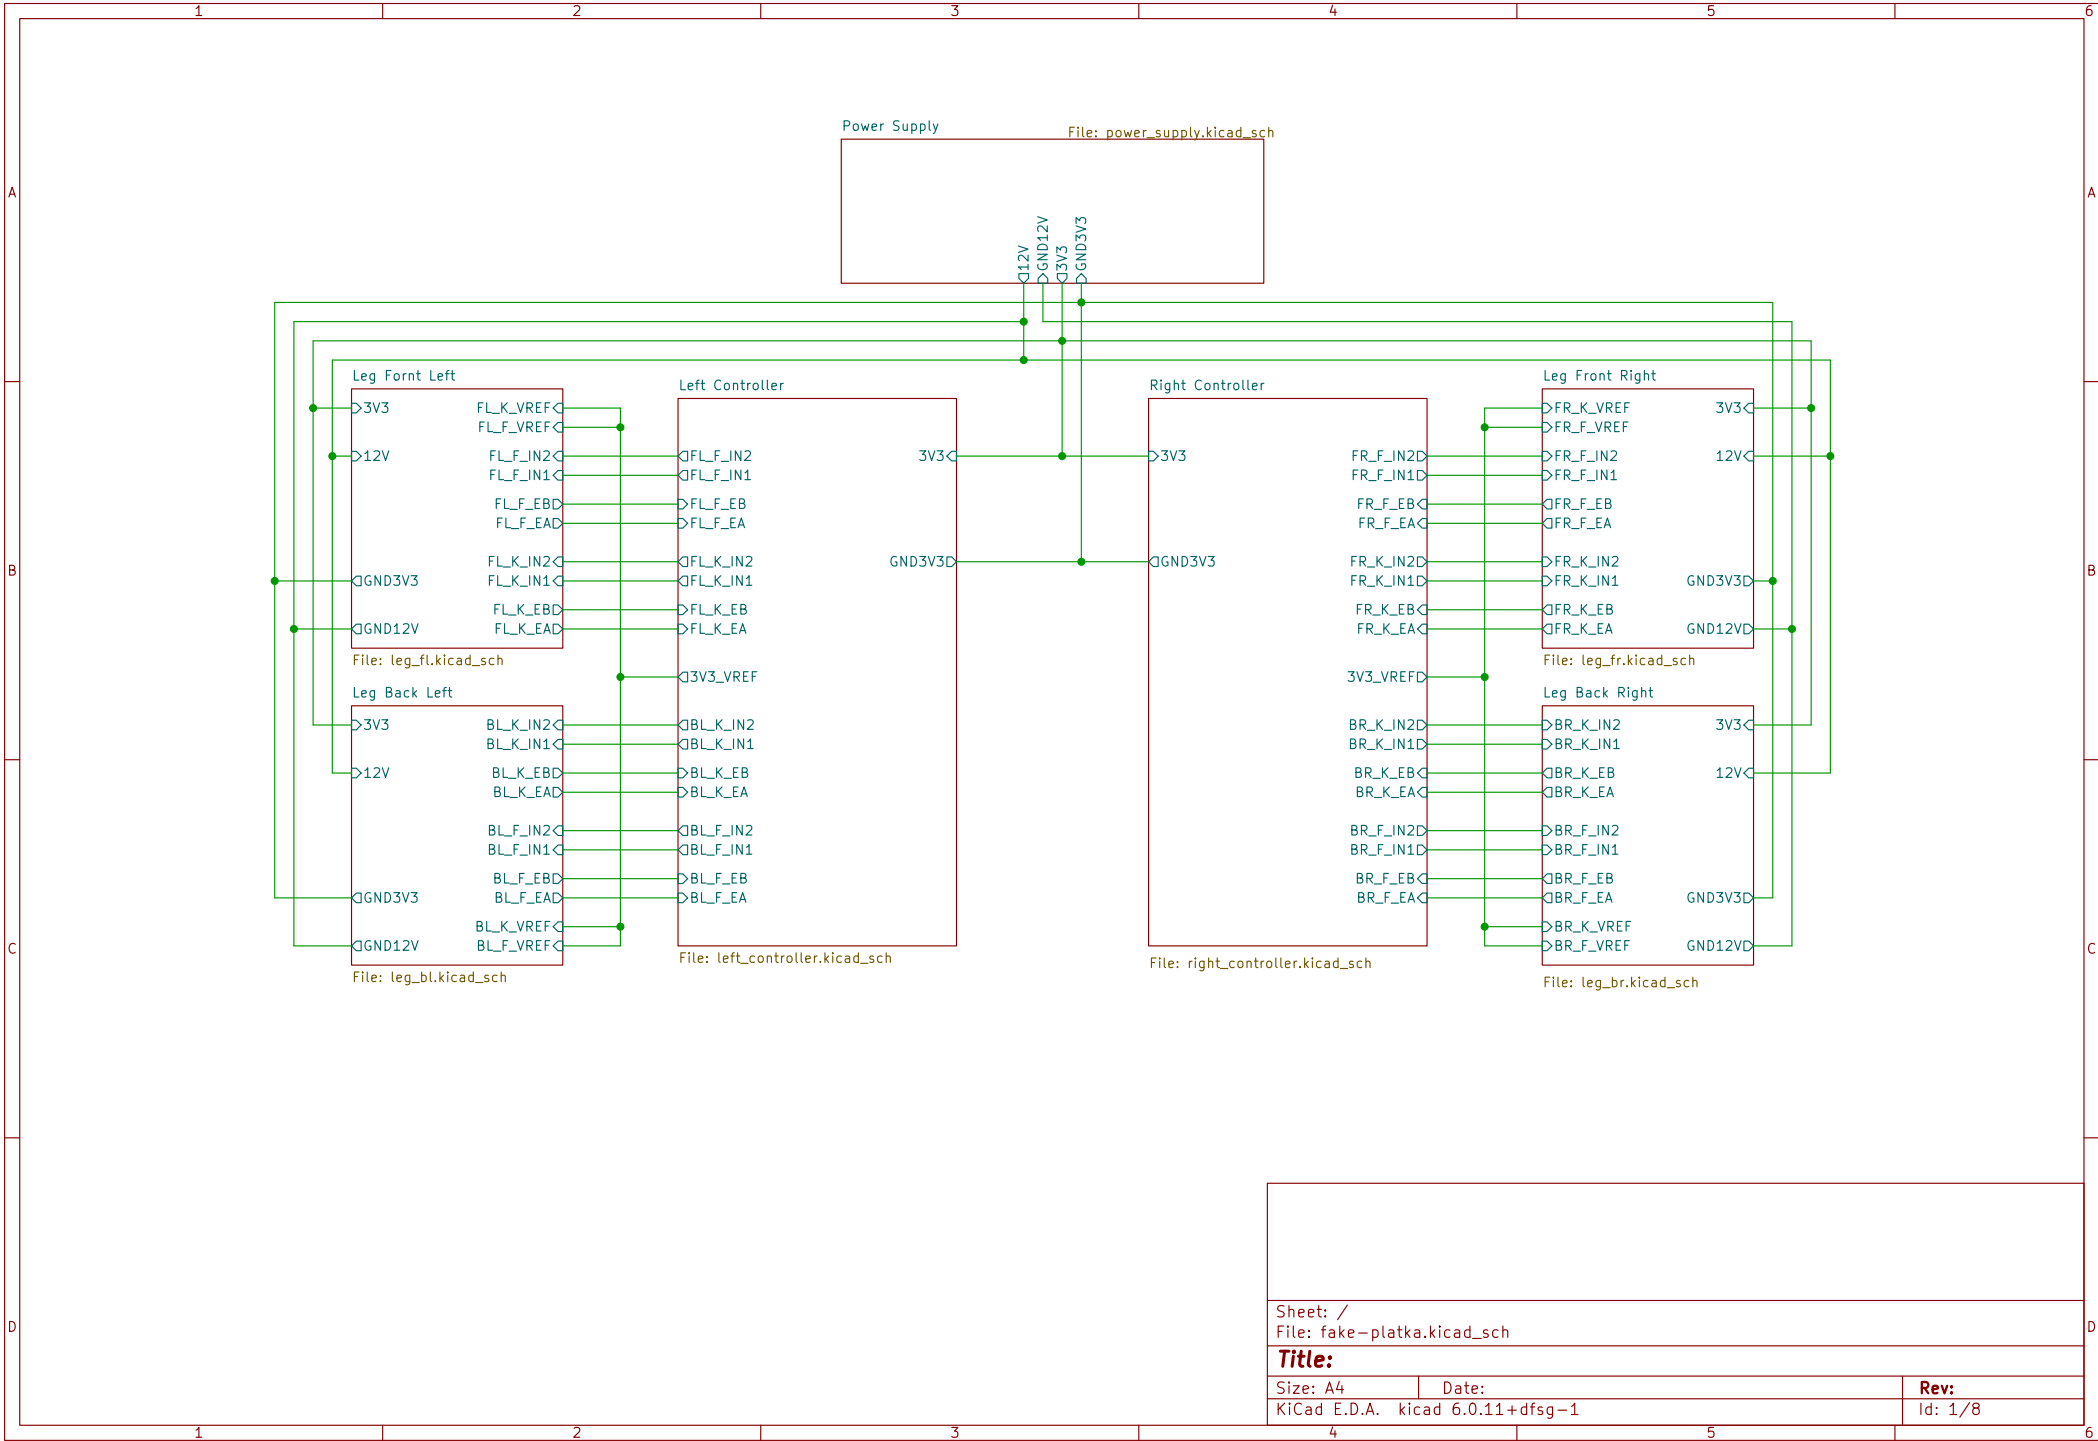 1 2 3 4 5 6
A A
B B
C C
D D
Power Supply
File: power_supply.kicad_sch
12V
GND12V
3V3
GND3V3
Leg Fornt Left
3V3
12V
GND3V3
GND12V
FL_K_VREF
FL_F_VREF
FL_F_IN2
FL_F_IN1
FL_F_EB
FL_F_EA
FL_K_IN2
FL_K_IN1
FL_K_EB
FL_K_EA
File: leg_fl.kicad_sch
Leg Back Left
3V3
12V
GND3V3
GND12V
BL_K_IN2
BL_K_IN1
BL_K_EB
BL_K_EA
BL_F_IN2
BL_F_IN1
BL_F_EB
BL_F_EA
BL_K_VREF
BL_F_VREF
File: leg_bl.kicad_sch
Left Controller
FL_F_IN2
FL_F_IN1
FL_F_EB
FL_F_EA
FL_K_IN2
FL_K_IN1
FL_K_EB
FL_K_EA
3V3_VREF
BL_K_IN2
BL_K_IN1
BL_K_EB
BL_K_EA
BL_F_IN2
BL_F_IN1
BL_F_EB
BL_F_EA
3V3
GND3V3
File: left_controller.kicad_sch
Right Controller
3V3
GND3V3
FR_F_IN2
FR_F_IN1
FR_F_EB
FR_F_EA
FR_K_IN2
FR_K_IN1
FR_K_EB
FR_K_EA
3V3_VREF
BR_K_IN2
BR_K_IN1
BR_K_EB
BR_K_EA
BR_F_IN2
BR_F_IN1
BR_F_EB
BR_F_EA
File: right_controller.kicad_sch
Leg Front Right
FR_K_VREF
FR_F_VREF
FR_F_IN2
FR_F_IN1
FR_F_EB
FR_F_EA
FR_K_IN2
FR_K_IN1
FR_K_EB
FR_K_EA
3V3
12V
GND3V3
GND12V
File: leg_fr.kicad_sch
Leg Back Right
BR_K_IN2
BR_K_IN1
BR_K_EB
BR_K_EA
BR_F_IN2
BR_F_IN1
BR_F_EB
BR_F_EA
BR_K_VREF
BR_F_VREF
3V3
12V
GND3V3
GND12V
File: leg_br.kicad_sch
Sheet: /
File: fake-platka.kicad_sch
Title:
Size: A4 Date: Rev:
KiCad E.D.A. kicad 6.0.11+dfsg-1 Id: 1/8
1 2 3 4 5 6